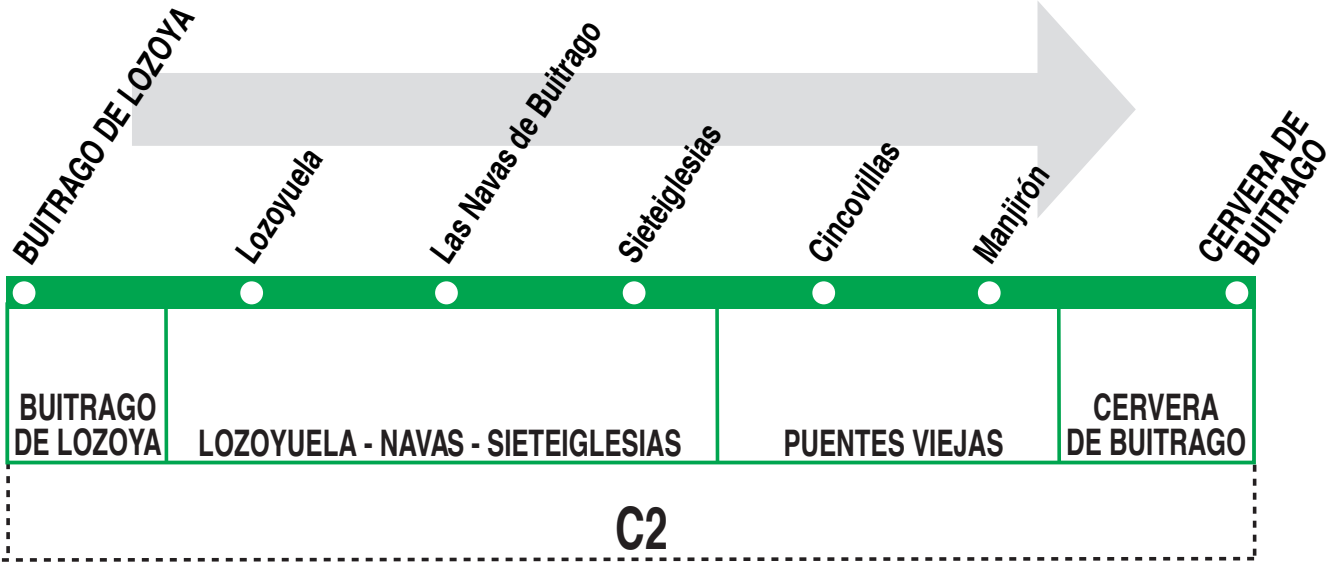 BUITRAGO DE LOZOYA
Lozoyuela
Las Navas de Buitrago
Sieteiglesias
Cincovillas
Manjirón
CERVERA DE
BUITRAGO
BUITRAGO
DE LOZOYA
LOZOYUELA - NAVAS - SIETEIGLESIAS
PUENTES VIEJAS
CERVERA
DE BUITRAGO
C2